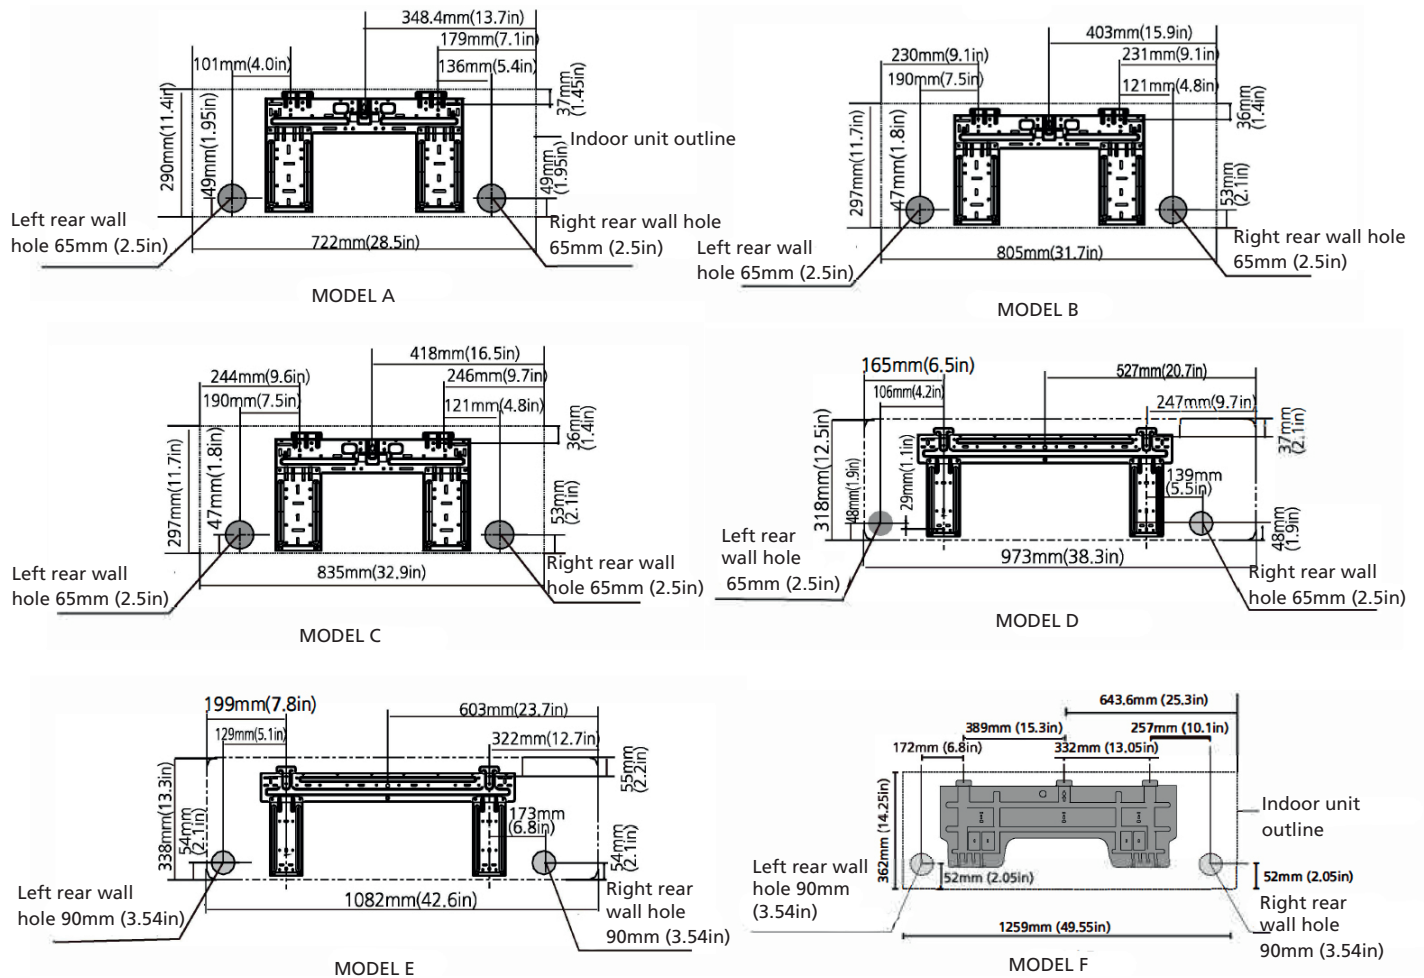 348.4mm(13.7in)
179mm(7.1in)
101mm(4.0in)
136mm(5.4in)
37mm
(1.45in)
290mm(11.4in)
49mm(1.95in)
Indoor unit outline
49mm
(1.95in)
Left rear wall
hole 65mm (2.5in)
Right rear wall hole
65mm (2.5in)
722mm(28.5in)
MODEL A
403mm(15.9in)
230mm(9.1in)
231mm(9.1in)
190mm(7.5in)
121mm(4.8in)
36mm
(1.4in)
297mm(11.7in)
47mm(1.8in)
53mm
(2.1in)
Left rear wall
hole 65mm (2.5in)
Right rear wall hole
65mm (2.5in)
805mm(31.7in)
MODEL B
418mm(16.5in)
244mm(9.6in)
246mm(9.7in)
190mm(7.5in)
121mm(4.8in)
36mm
(1.4in)
297mm(11.7in)
47mm(1.8in)
53mm
(2.1in)
Left rear wall
hole 65mm (2.5in)
Right rear wall
hole 65mm (2.5in)
835mm(32.9in)
MODEL C
165mm(6.5in)
527mm(20.7in)
106mm(4.2in)
247mm(9.7in)
37mm
(2.1in)
318mm(12.5in)
48mm(1.9in)
29mm(1.1in)
139mm
(5.5in)
48mm
(1.9in)
Left rear
wall hole
65mm (2.5in)
973mm(38.3in)
Right rear wall
hole 65mm (2.5in)
MODEL D
199mm(7.8in)
603mm(23.7in)
129mm(5.1in)
322mm(12.7in)
55mm
(2.2in)
338mm(13.3in)
54mm
(2.1in)
173mm
(6.8in)
54mm
(2.1in)
Left rear wall
hole 90mm (3.54in)
1082mm(42.6in)
Right rear
wall hole
90mm (3.54in)
MODEL E
643.6mm (25.3in)
389mm (15.3in)
257mm (10.1in)
172mm (6.8in)
332mm (13.05in)
362mm (14.25in)
Indoor unit
outline
Left rear wall
hole 90mm
(3.54in)
52mm (2.05in)
52mm (2.05in)
Right rear
wall hole
90mm (3.54in)
1259mm (49.55in)
MODEL F